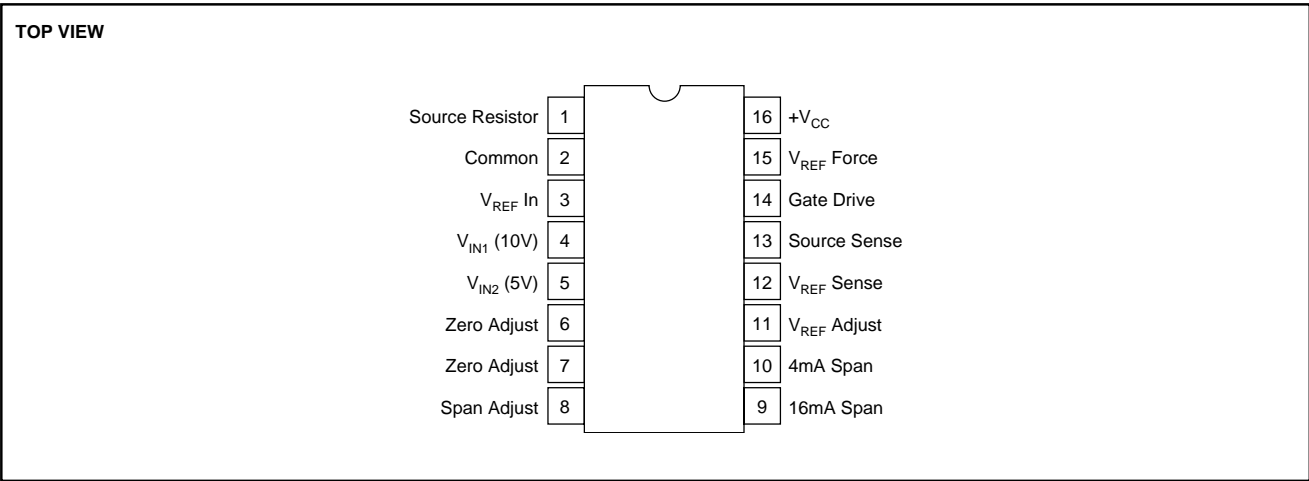 TOP VIEW
Source Resistor 1 16 +VCC
Common 2 15 VREF Force
VREF In 3 14 Gate Drive
VIN1 (10V) 4 13 Source Sense
VIN2 (5V) 5 12 VREF Sense
Zero Adjust 6 11 VREF Adjust
Zero Adjust 7 10 4mA Span
Span Adjust 8 9 16mA Span